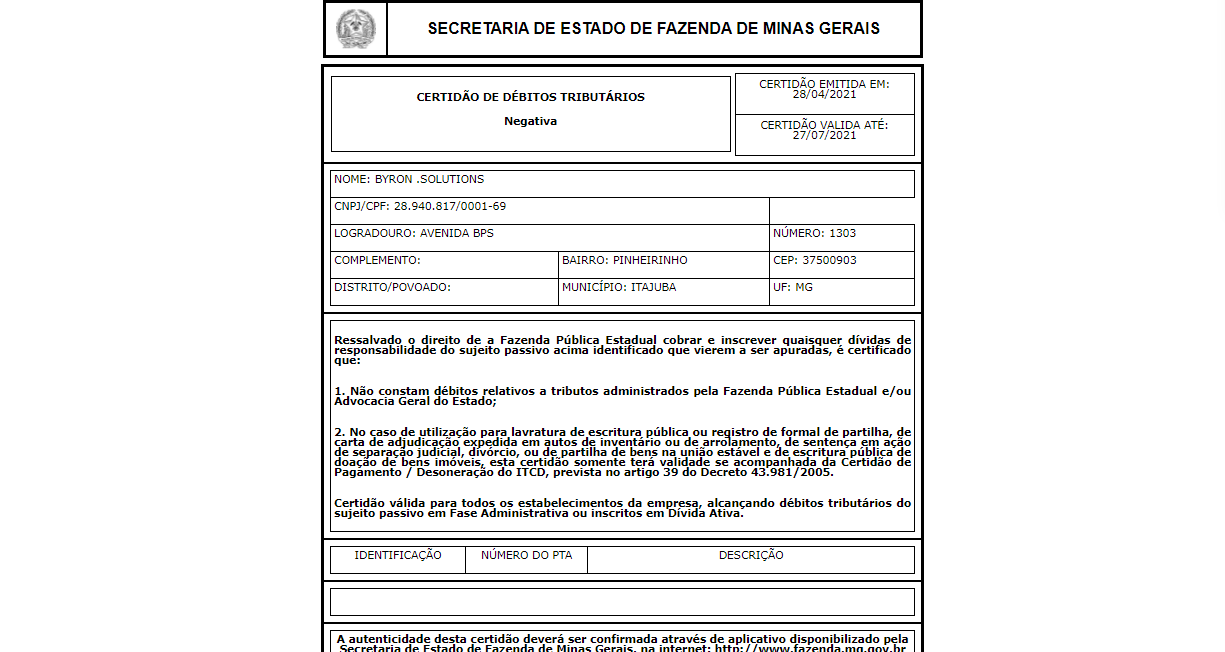 SECRETARIA DE ESTADO DE FAZENDA DE MINAS GERAIS
CERTIDÃO DE DÉBITOS TRIBUTÁRIOS
Negativa
CERTIDÃO EMITIDA EM:
28/04/2021
CERTIDÃO VALIDA ATÉ:
27/07/2021
NOME: BYRON .SOLUTIONS
CNPJ/CPF: 28.940.817/0001-69
LOGRADOURO: AVENIDA BPS
NÚMERO: 1303
COMPLEMENTO:
BAIRRO: PINHEIRINHO
CEP: 37500903
DISTRITO/POVOADO:
MUNICÍPIO: ITAJUBA
UF: MG
Ressalvado o direito de a Fazenda Pública Estadual cobrar e inscrever quaisquer dívidas de
responsabilidade do sujeito passivo acima identificado que vierem a ser apuradas, é certificado
que:
1. Não constam débitos relativos a tributos administrados pela Fazenda Pública Estadual e/ou
Advocacia Geral do Estado;
2. No caso de utilização para lavratura de escritura pública ou registro de formal de partilha, de
carta de adjudicação expedida em autos de inventário ou de arrolamento, de sentença em ação
de separação judicial, divórcio, ou de partilha de bens na união estável e de escritura pública de
doação de bens imóveis, esta certidão somente terá validade se acompanhada da Certidão de
Pagamento / Desoneração do ITCD, prevista no artigo 39 do Decreto 43.981/2005.
Certidão válida para todos os estabelecimentos da empresa, alcançando débitos tributários do
sujeito passivo em Fase Administrativa ou inscritos em Dívida Ativa.
IDENTIFICAÇÃO
NÚMERO DO PTA
DESCRIÇÃO
A autenticidade desta certidão deverá ser confirmada através de aplicativo disponibilizado pela
Secretaria de Estado de Fazenda de Minas Gerais, na internet: http://www.fazenda.mg.gov.br